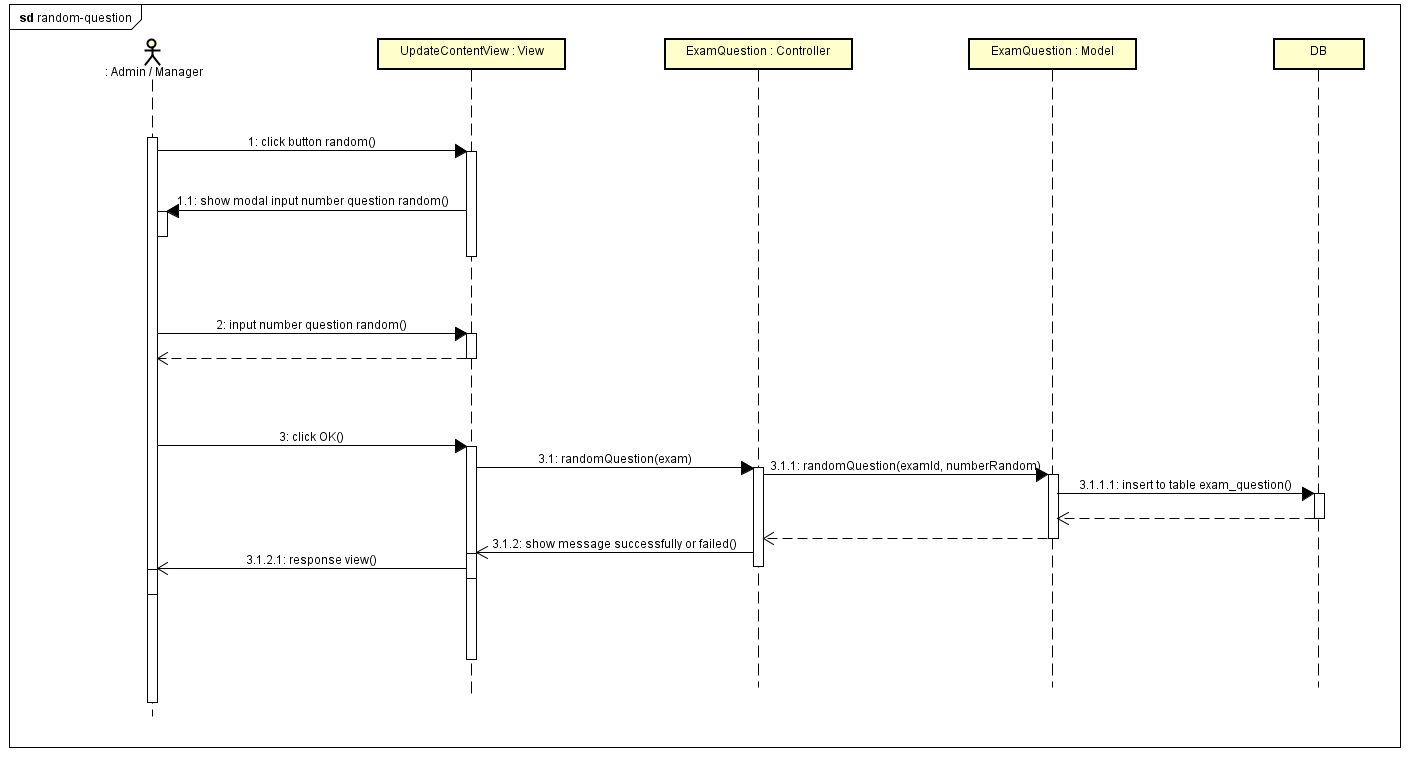 sd random-question
: Admin / Manager
UpdateContentView : View
ExamQuestion : Controller
ExamQuestion : Model
DB
1: click button random()
1.1: show modal input number question random()
2: input number question random()
3: click OK()
3.1: randomQuestion(exam)
3.1.1: randomQuestion(examId, numberRandom)
3.1.1.1: insert to table exam_question()
3.1.2: show message successfully or failed()
3.1.2.1: response view()